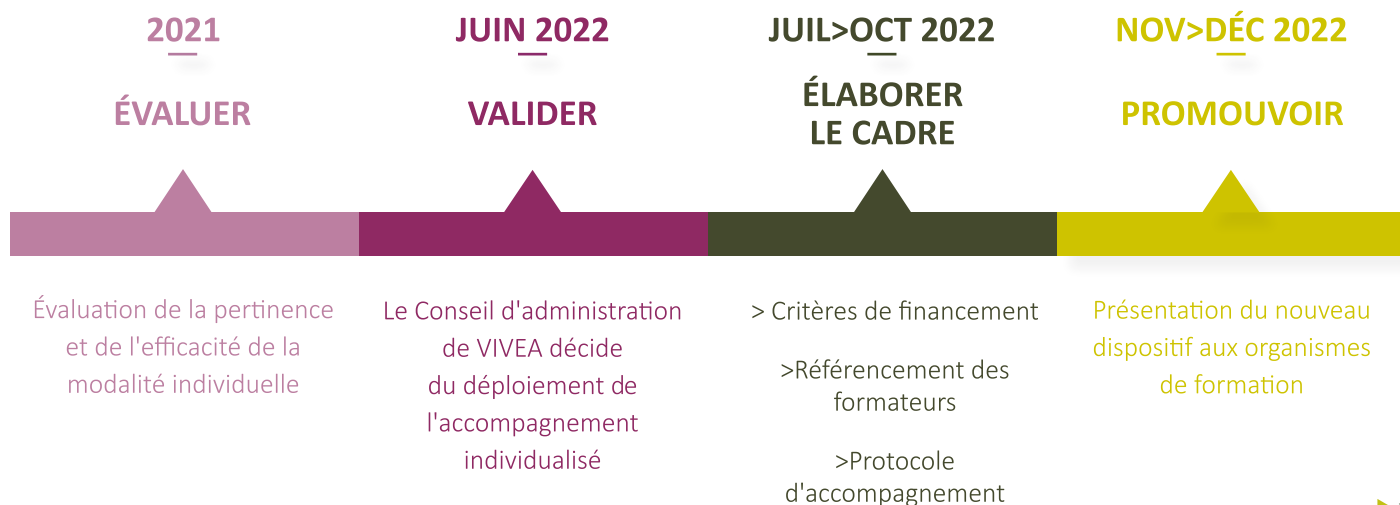 2021
ÉVALUER
Évaluation de la pertinence
et de l'efficacité de la
modalité individuelle
JUIN 2022
VALIDER
Le Conseil d'administration
de VIVEA décide
du déploiement de
l'accompagnement
individualisé
JUIL>OCT 2022
ÉLABORER
LE CADRE
> Critères de financement
>Référencement des
formateurs
>Protocole
d'accompagnement
NOV>DÉC 2022
PROMOUVOIR
Présentation du nouveau
dispositif aux organismes
de formation